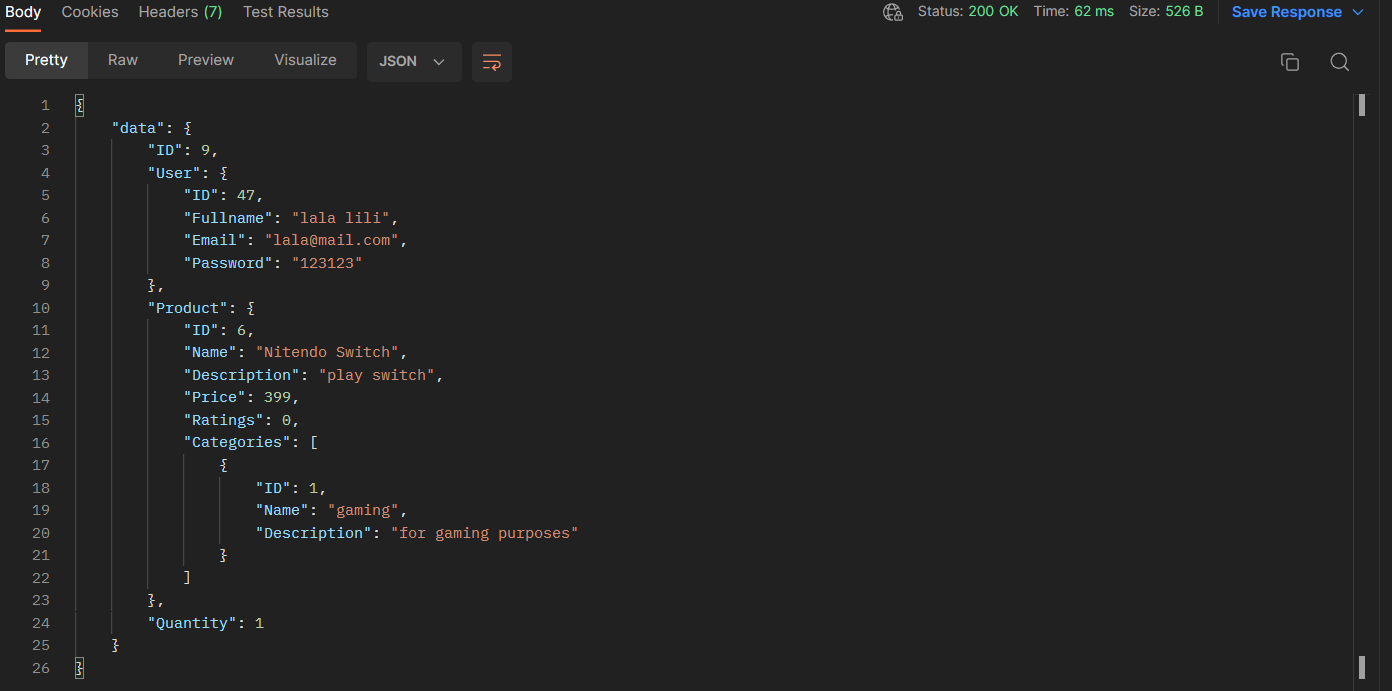 Body Cookies Headers (7) Test Results Status: 200 OK Time: 62 ms Size: 526 B Save Response
Pretty Raw Preview Visualize JSON
1 {
2 "data": {
3 "ID": 9,
4 "User": {
5 "ID": 47,
6 "Fullname": "lala lili",
7 "Email": "lala@mail.com",
8 "Password": "123123"
9 },
10 "Product": {
11 "ID": 6,
12 "Name": "Nitendo Switch",
13 "Description": "play switch",
14 "Price": 399,
15 "Ratings": 0,
16 "Categories": [
17 {
18 "ID": 1,
19 "Name": "gaming",
20 "Description": "for gaming purposes"
21 }
22 ]
23 },
24 "Quantity": 1
25 }
26 }